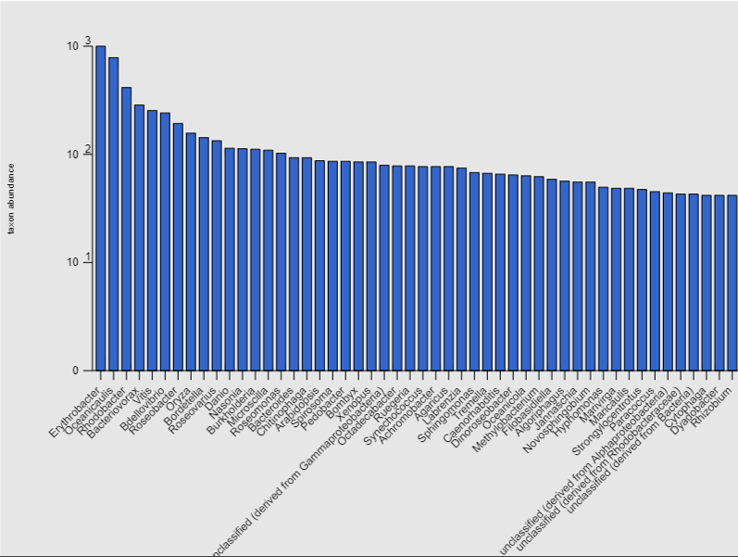 taxon abundance
10 3
10 2
10 1
0
Erythrobacter
Oceanicaulis
Rhodobacter
Bacteriovorax
Vitis
Bdellovibrio
Roseobacter
Oryza
Bordetella
Roseovarius
Danio
Nasonia
Burkholderia
Microscilla
Roseomonas
Bacteroides
Chitinophaga
Arabidopsis
Spirosoma
Pedobacter
Bombyx
Xenopus
unclassified (derived from Gammaproteobacteria)
Octadecabacter
Ruegeria
Synechococcus
Achromobacter
Agaricus
Labrenzia
Sphingomonas
Ralstonia
Caenorhabditis
Dinoroseobacter
Oceanicola
Methylobacterium
Filobasidiella
Algoriphagus
Jannaschia
Novosphingobium
Hyphomonas
Mariprofundus
Maricaulis
Strongylocentrotus
Paracoccus
unclassified (derived from Alphaproteobacteria)
unclassified (derived from Rhodobacteraceae)
unclassified (derived from Bacteria)
Cytophaga
Dyadobacter
Rhizobium